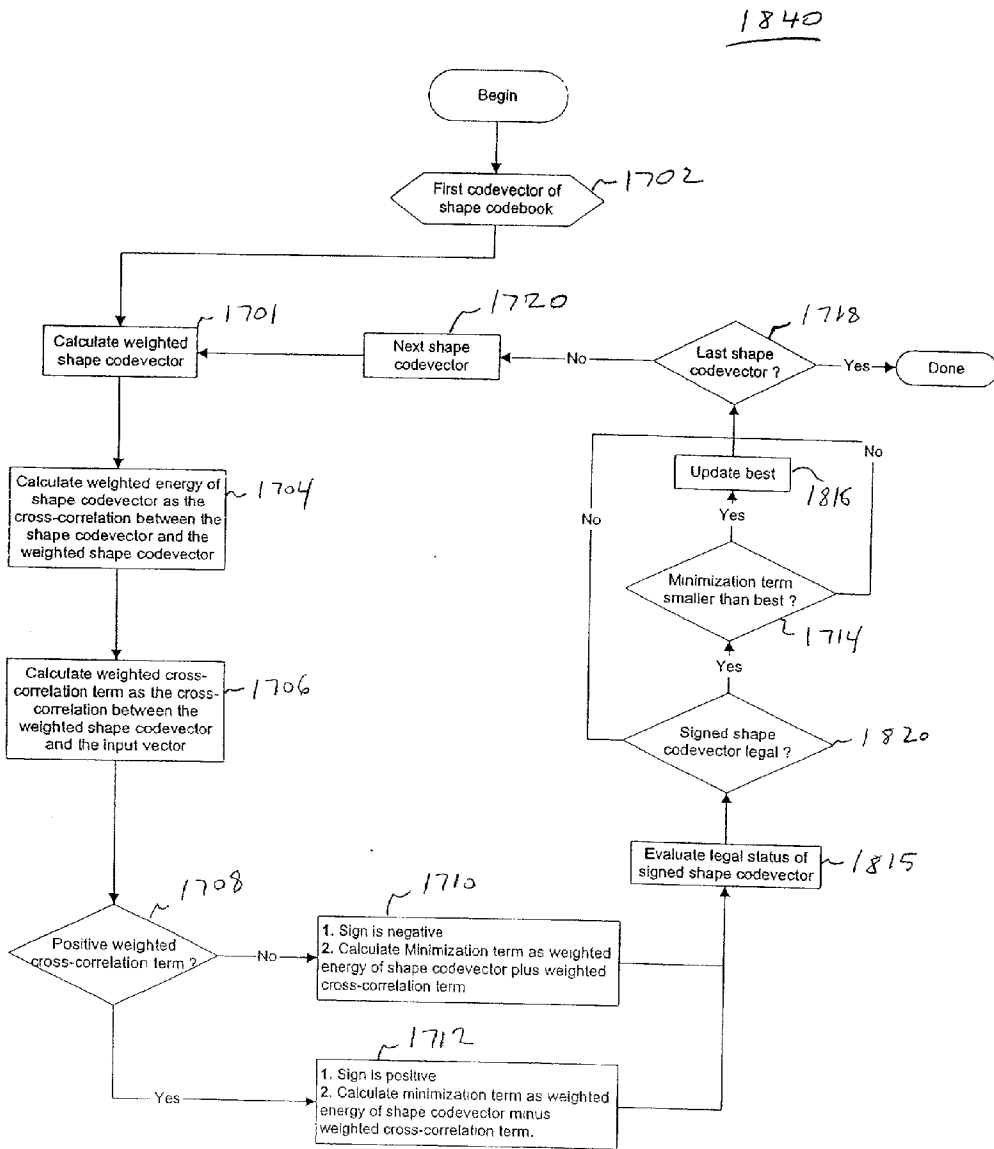 1840
Begin
First codevector of
shape codebook
1702
1701
Calculate weighted
shape codevector
1720
Next shape
codevector
No
1718
Last shape
codevector ?
Yes
Done
No
Update best
1816
No
Yes
Calculate weighted energy of
shape codevector as the
cross-correlation between the
shape codevector and the
weighted shape codevector
1704
Minimization term
smaller than best ?
1714
Yes
Calculate weighted cross-
correlation term as the cross-
correlation between the
weighted shape codevector
and the input vector
1706
Signed shape
codevector legal ?
1820
Evaluate legal status of
signed shape codevector
1815
1708
Positive weighted
cross-correlation term ?
No
1710
1. Sign is negative
2. Calculate Minimization term as weighted
energy of shape codevector plus weighted
cross-correlation term
1712
Yes
1. Sign is positive
2. Calculate minimization term as weighted
energy of shape codevector minus
weighted cross-correlation term.